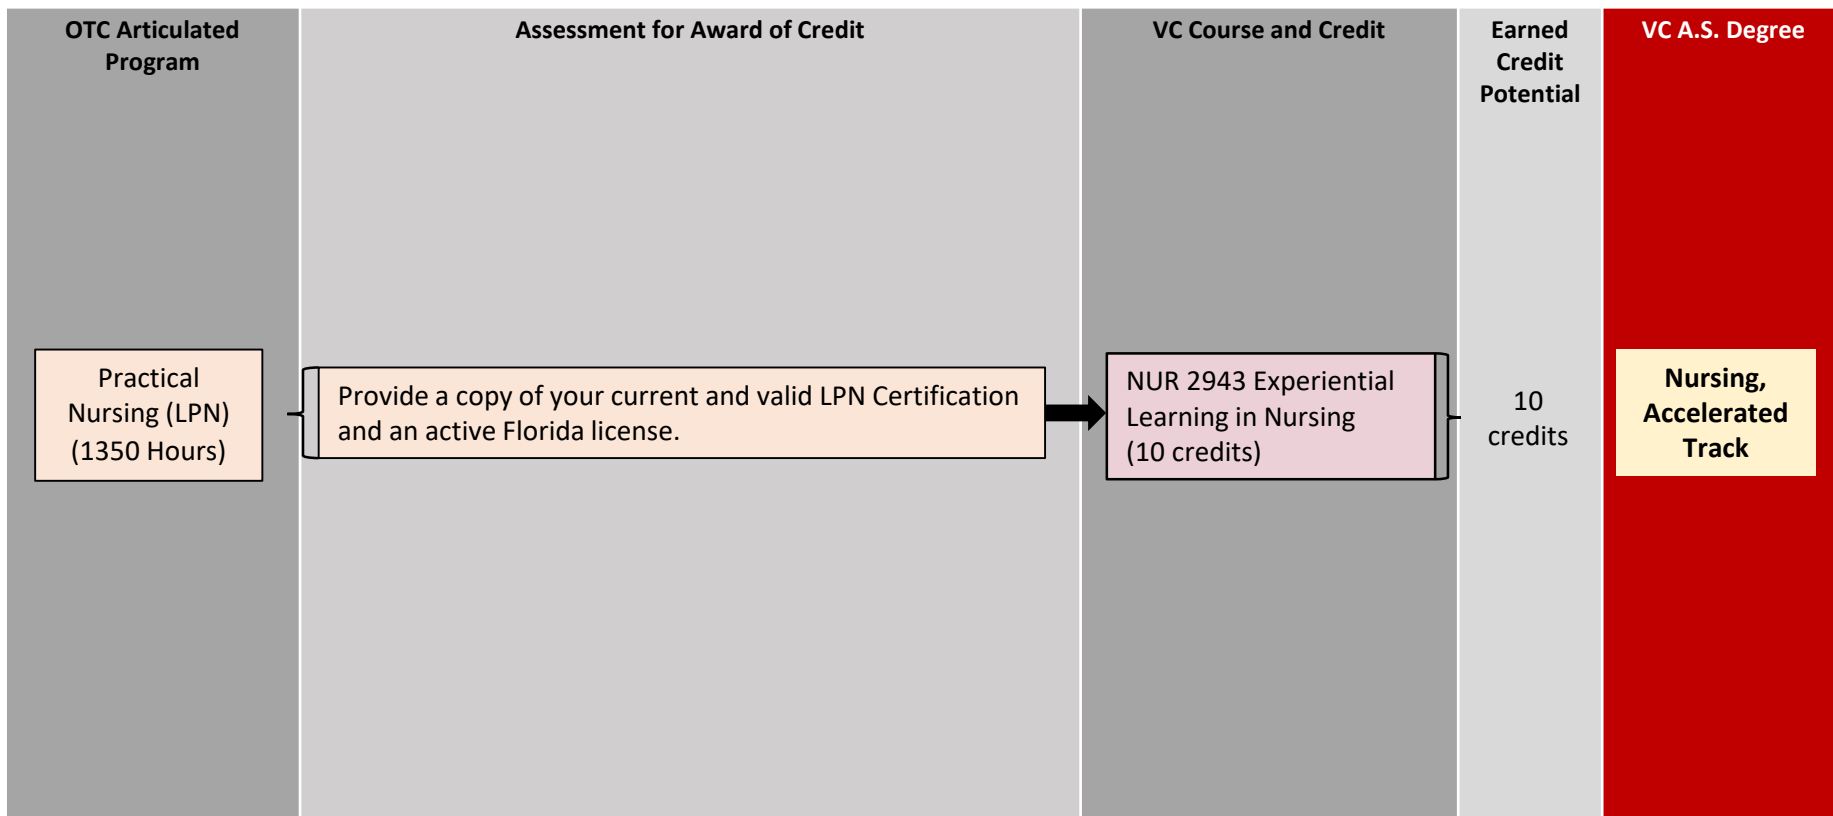 OTC Articulated
Program
Assessment for Award of Credit
VC Course and Credit
Earned
Credit
Potential
VC A.S. Degree
Practical
Nursing (LPN)
(1350 Hours)
Provide a copy of your current and valid LPN Certification
and an active Florida license.
NUR 2943 Experiential
Learning in Nursing
(10 credits)
10
credits
Nursing,
Accelerated
Track